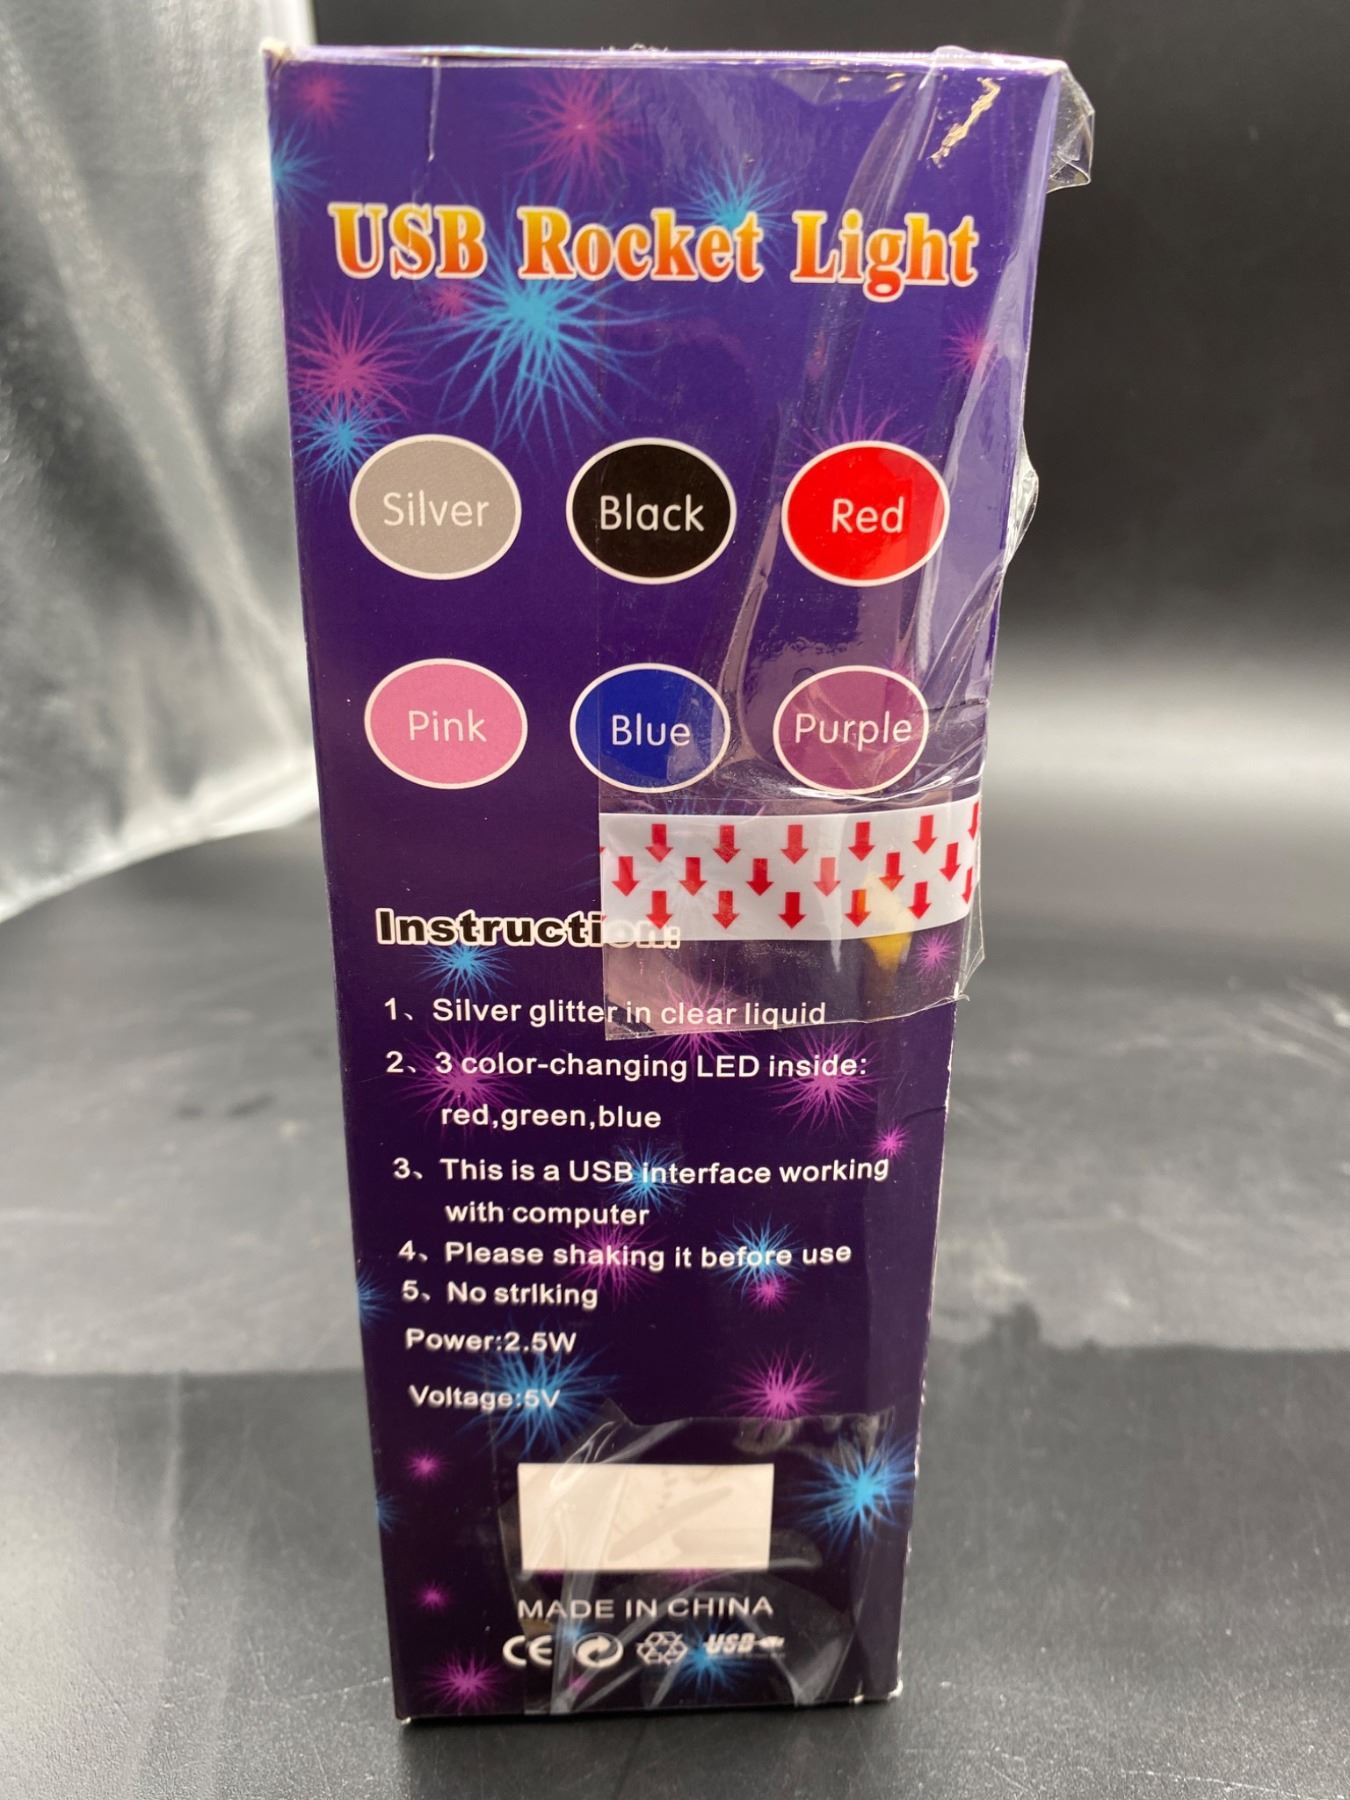 USB Rocket Light
Silver Black Red
Pink Blue Purple
Instruction:
1、Silver glitter in clear liquid
2、3 color-changing LED inside:
red,green,blue
3、This is a USB interface working
with computer
4、Please shaking it before use
5、No strlking
Power:2.5W
Voltage:5V
MADE IN CHINA
CE USB